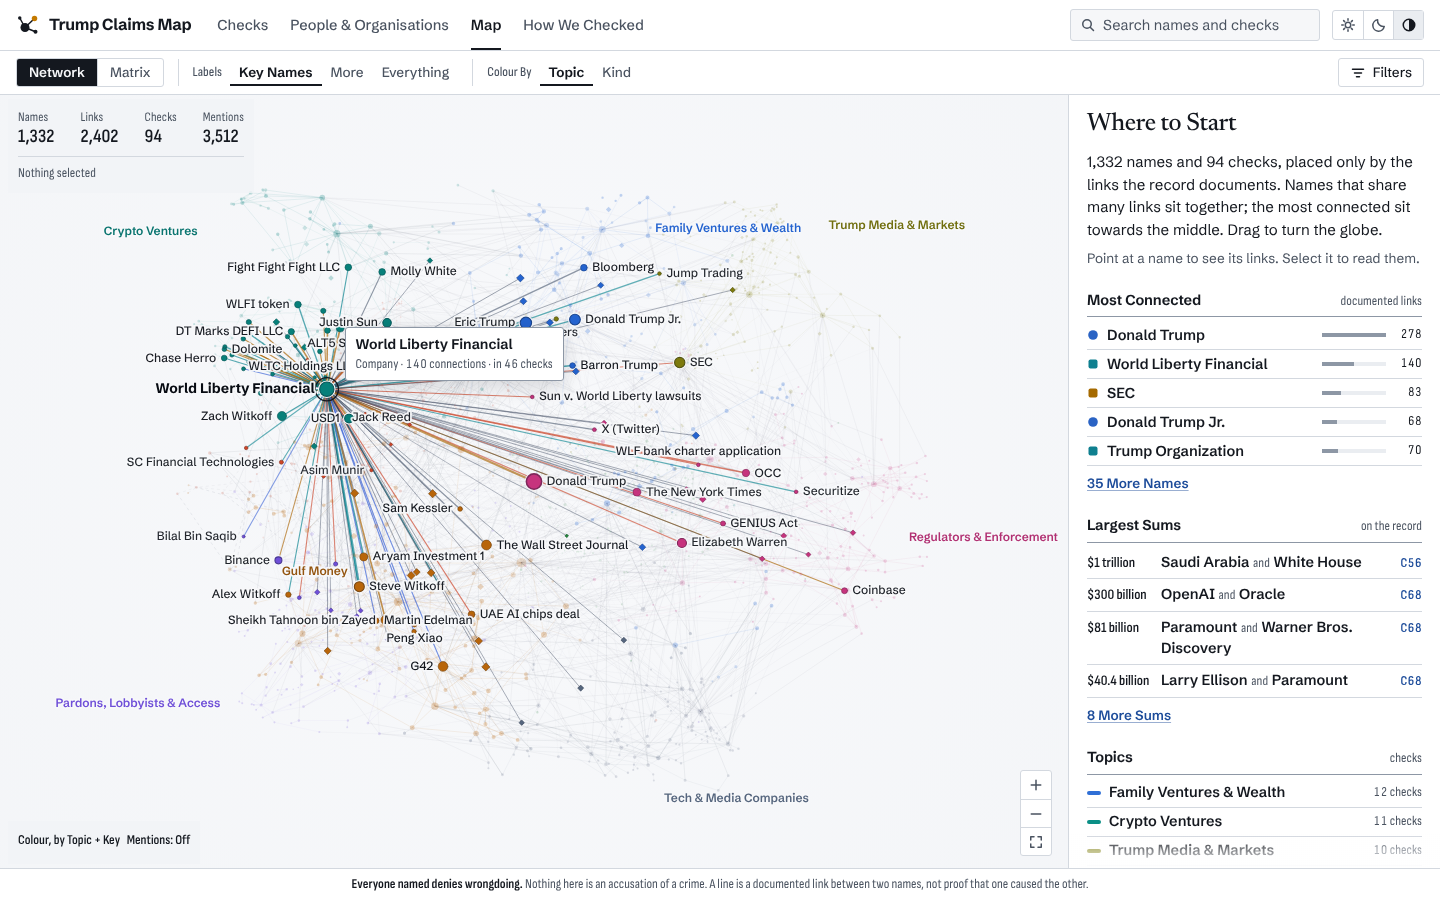 Trump Claims Map
Checks
People & Organisations
Map
How We Checked
Search names and checks
Network
Matrix
Labels
Key Names
More
Everything
Colour By
Topic
Kind
Filters
Names
Links
Checks
Mentions
1,332
2,402
94
3,512
Nothing selected
Crypto Ventures
Family Ventures & Wealth
Trump Media & Markets
Fight Fight Fight LLC
Molly White
Bloomberg
Jump Trading
WLFI token
Justin Sun
Eric Trump
Donald Trump Jr.
DT Marks DEFI LLC
ALT5 S
ers
Dolomite
Chase Herro
WLTC Holdings LL
World Liberty Financial
Company · 140 connections · in 46 checks
Barron Trump
SEC
World Liberty Financial
Sun v. World Liberty lawsuits
Zach Witkoff
USD1
Jack Reed
X (Twitter)
WLF bank charter application
SC Financial Technologies
Asim Munir
OCC
Donald Trump
The New York Times
Securitize
Sam Kessler
GENIUS Act
Bilal Bin Saqib
Regulators & Enforcement
Elizabeth Warren
The Wall Street Journal
Binance
Aryam Investment 1
Gulf Money
Steve Witkoff
Coinbase
Alex Witkoff
Sheikh Tahnoon bin Zayed
Martin Edelman
UAE AI chips deal
Peng Xiao
G42
Pardons, Lobbyists & Access
Tech & Media Companies
Colour, by Topic + Key Mentions: Off
+
−
Where to Start
1,332 names and 94 checks, placed only by the
links the record documents. Names that share
many links sit together; the most connected sit
towards the middle. Drag to turn the globe.
Point at a name to see its links. Select it to read them.
Most Connected
documented links
Donald Trump 278
World Liberty Financial 140
SEC 83
Donald Trump Jr. 68
Trump Organization 70
35 More Names
Largest Sums
on the record
$1 trillion Saudi Arabia and White House C56
$300 billion OpenAI and Oracle C68
$81 billion Paramount and Warner Bros. C68
Discovery
$40.4 billion Larry Ellison and Paramount C68
8 More Sums
Topics
checks
Family Ventures & Wealth 12 checks
Crypto Ventures 11 checks
Trump Media & Markets 10 checks
Everyone named denies wrongdoing. Nothing here is an accusation of a crime. A line is a documented link between two names, not proof that one caused the other.